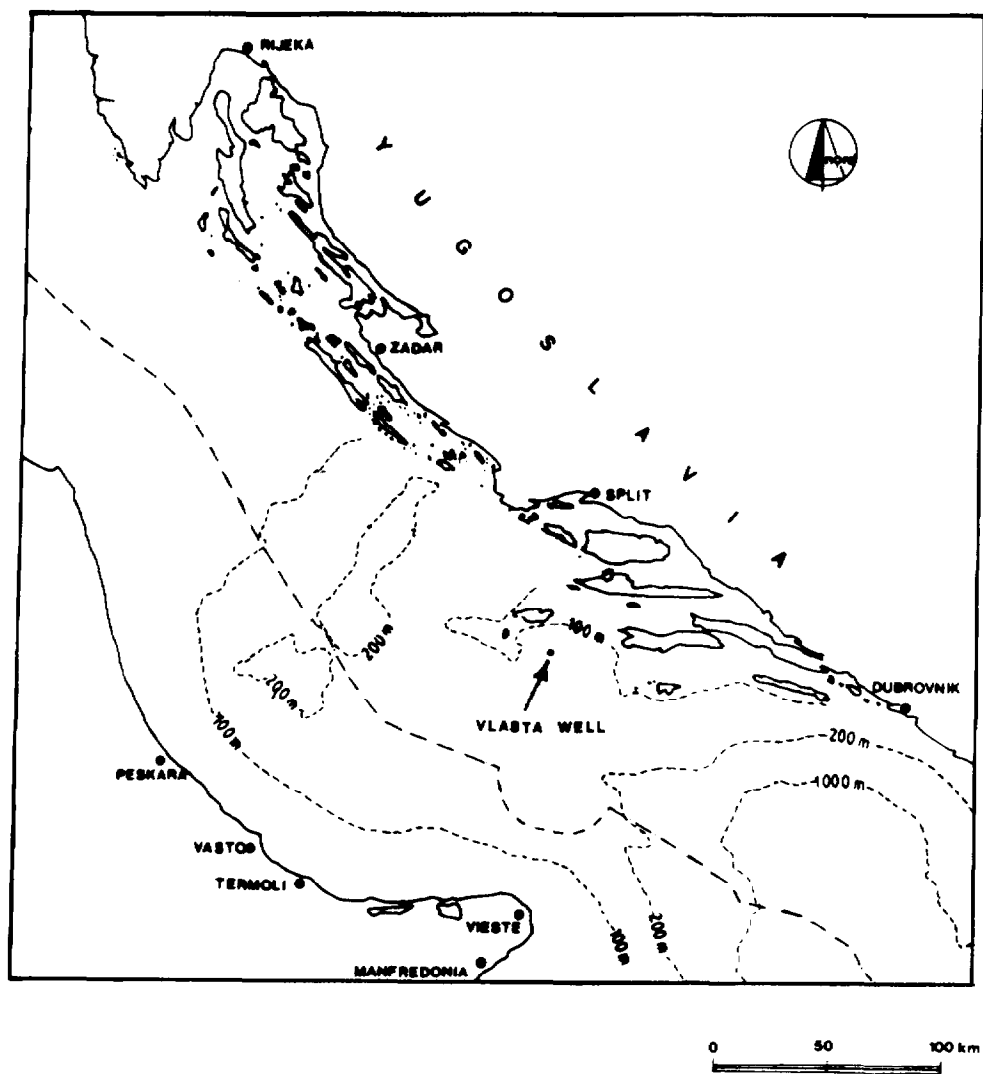 RIJEKA
YUGOSLAVIA
ZADAR
SPLIT
200 m
100 m
200 m
100 m
VLASTA WELL
DUBROVNIK
200 m
1000 m
PESKARA
VASTO
TERMOLI
VIESTE
100 m
200 m
MANFREDONIA
0 50 100 km